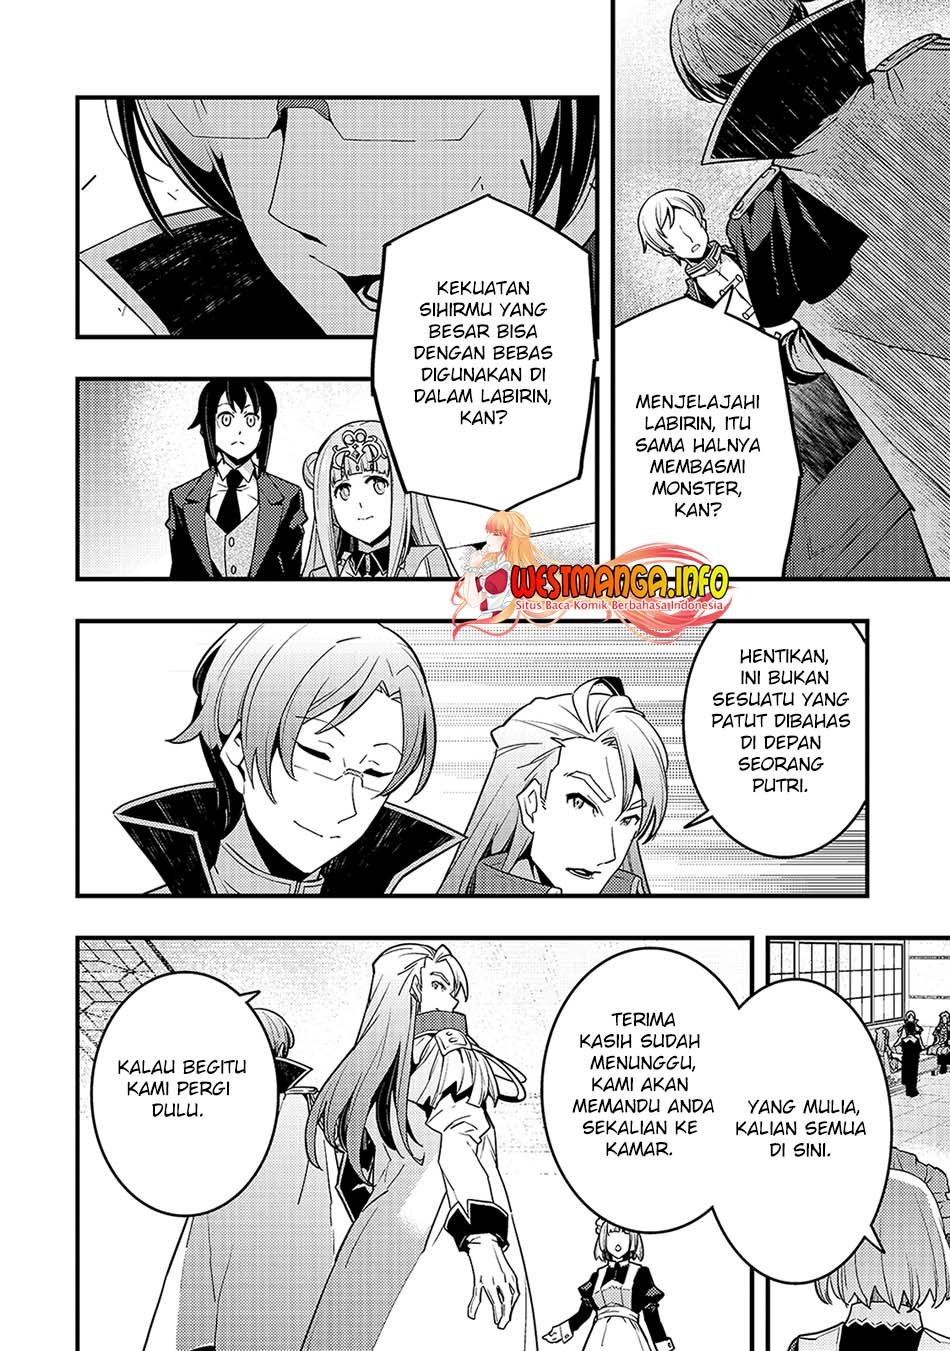 MENJELAJAHI
LABIRIN, ITU
SAMA HALNYA
MEMBASMI
MONSTER,
KAN?
KEKUATAN
SIHIRMU YANG
BESAR BISA
DENGAN BEBAS
DIGUNAKAN DI
DALAM LABIRIN,
KAN?
WESTMANGA.INFO
Situs Baca Komik Berbahasa Indonesia
HENTIKAN,
INI BUKAN
SESUATU YANG
PATUT DIBAHAS
DI DEPAN
SEORANG
PUTRI.
YANG MULIA,
KALIAN SEMUA
DI SINI.
TERIMA
KASIH SUDAH
MENUNGGU,
KAMI AKAN
MEMANDU ANDA
SEKALIAN KE
KAMAR.
KALAU BEGITU
KAMI PERGI
DULU.